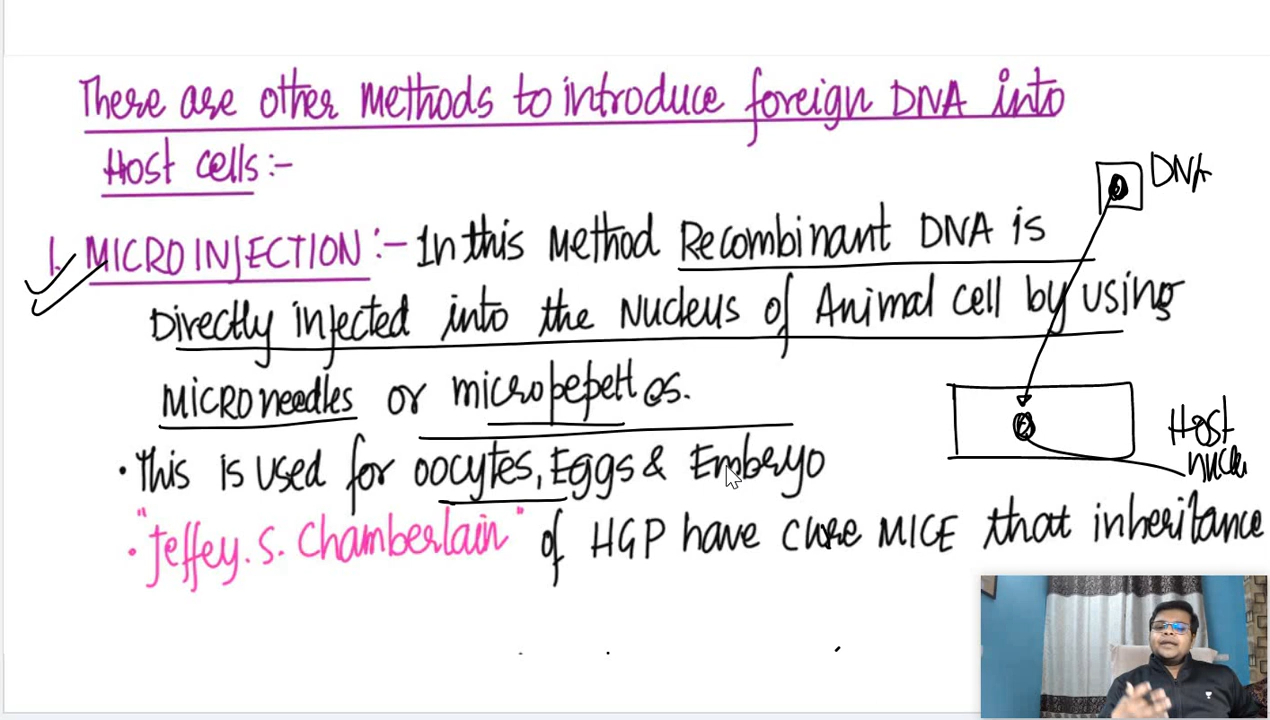 There are other Methods to introduce foreign DNA into
Host cells:-
DNA
1. MICROINJECTION:- In this Method Recombinant DNA is
Directly injected into the Nucleus of Animal cell by using
MICRO needles or micropepettes.
Host
nucle
• This is used for oocytes, Eggs & Embryo
• "Jeffey. S. Chamberlain" of HGP have cure MICE that inheritance